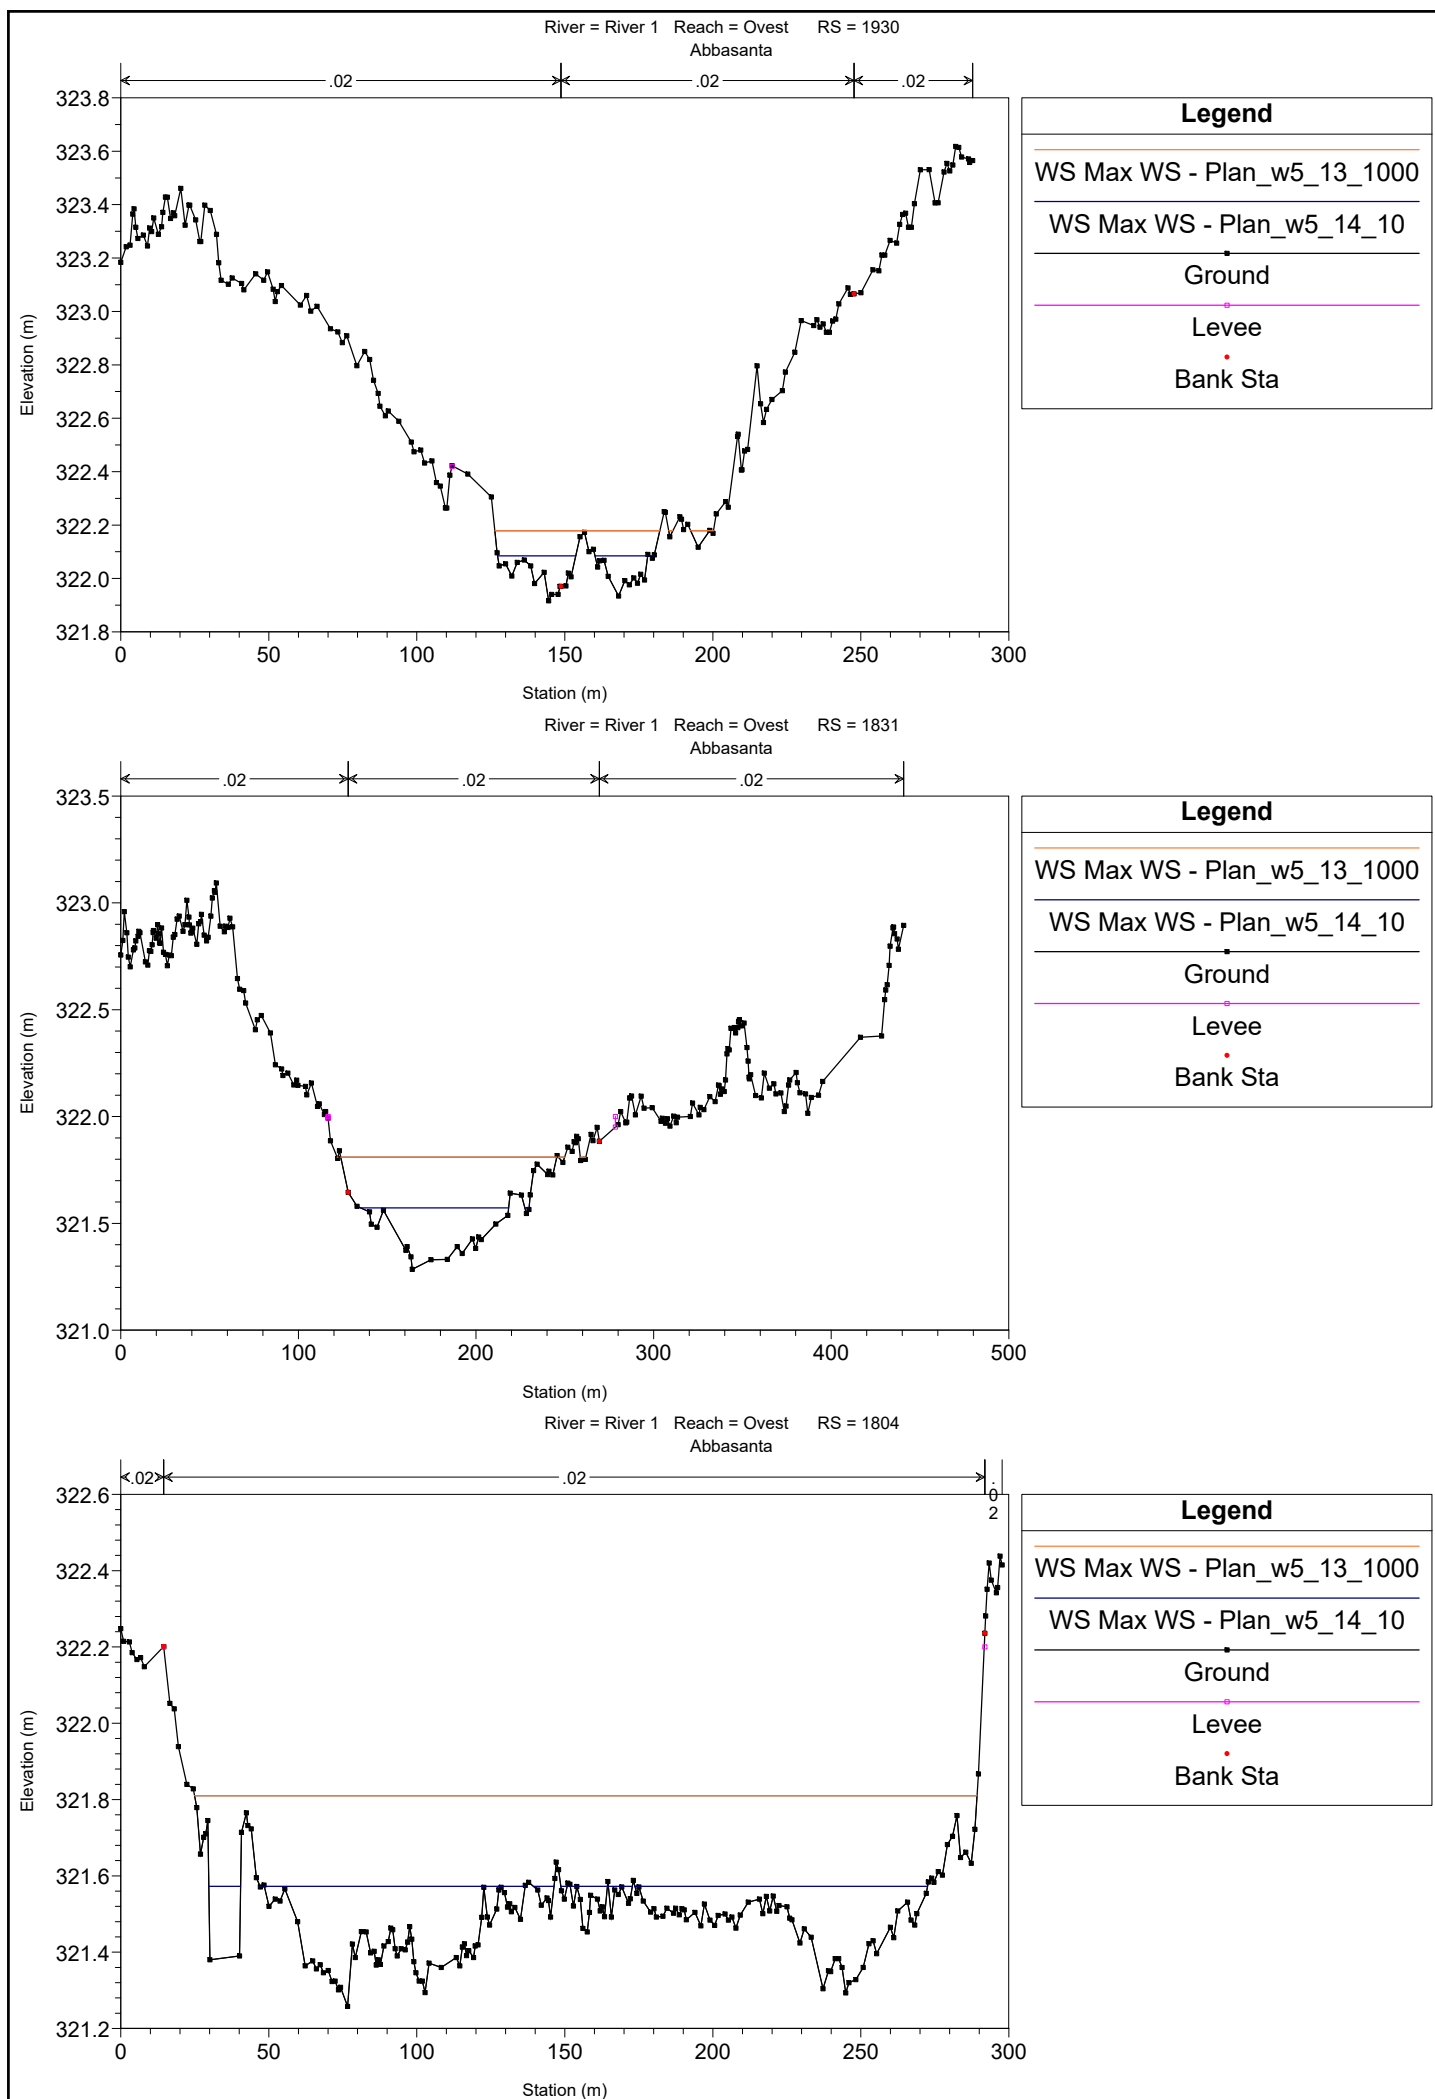 River = River 1 Reach = Ovest RS = 1930
Abbasanta
.02 .02 .02
323.8
323.6
323.4
323.2
323.0
322.8
322.6
322.4
322.2
322.0
321.8
Elevation (m)
0 50 100 150 200 250 300
Station (m)
Legend
WS Max WS - Plan_w5_13_1000
WS Max WS - Plan_w5_14_10
Ground
Levee
Bank Sta
River = River 1 Reach = Ovest RS = 1831
Abbasanta
.02 .02 .02
323.5
323.0
322.5
322.0
321.5
321.0
Elevation (m)
0 100 200 300 400 500
Station (m)
Legend
WS Max WS - Plan_w5_13_1000
WS Max WS - Plan_w5_14_10
Ground
Levee
Bank Sta
River = River 1 Reach = Ovest RS = 1804
Abbasanta
.02 .02 .02
322.6
322.4
322.2
322.0
321.8
321.6
321.4
321.2
Elevation (m)
0 50 100 150 200 250 300
Station (m)
Legend
WS Max WS - Plan_w5_13_1000
WS Max WS - Plan_w5_14_10
Ground
Levee
Bank Sta